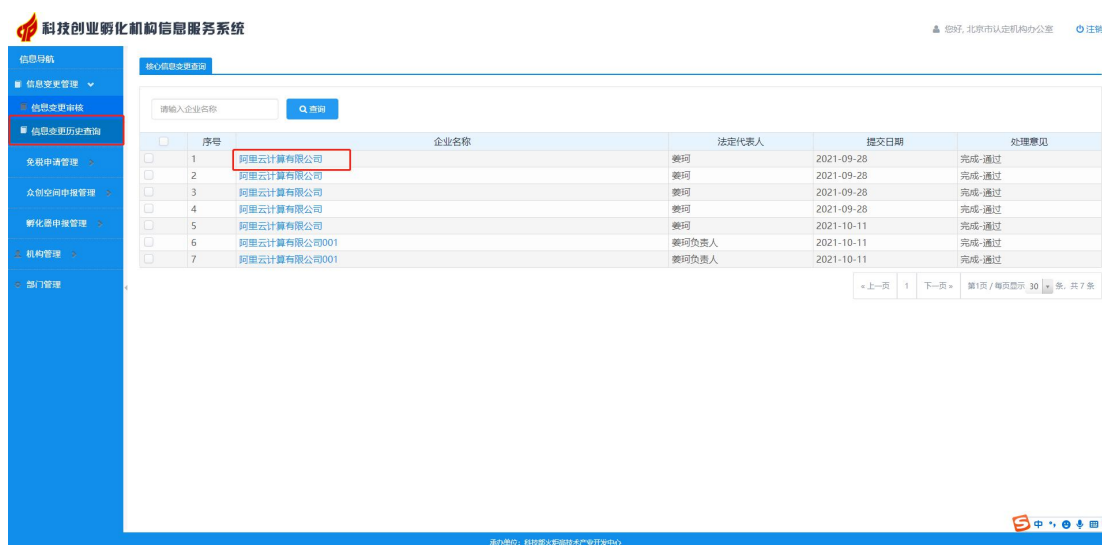 科技创业孵化机构信息服务系统
您好, 北京市认定机构办公室 注销
信息导航
信息变更管理
信息变更审核
信息变更历史查询
免税申请管理
众创空间申报管理
孵化器申报管理
机构管理
部门管理
核心信息变更查询
请输入企业名称 查询
序号 企业名称 法定代表人 提交日期 处理意见
1 阿里云计算有限公司 姜珂 2021-09-28 完成-通过
2 阿里云计算有限公司 姜珂 2021-09-28 完成-通过
3 阿里云计算有限公司 姜珂 2021-09-28 完成-通过
4 阿里云计算有限公司 姜珂 2021-09-28 完成-通过
5 阿里云计算有限公司 姜珂 2021-10-11 完成-通过
6 阿里云计算有限公司001 姜珂负责人 2021-10-11 完成-通过
7 阿里云计算有限公司001 姜珂负责人 2021-10-11 完成-通过
«上一页 1 下一页» 第1页/每页显示 30 条, 共7条
中
承办单位: 科技部火炬高技术产业开发中心